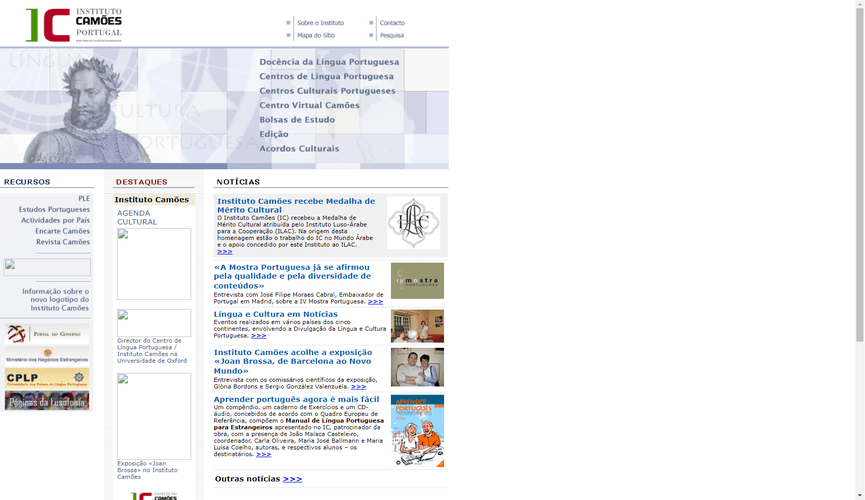 INSTITUTO
CAMÕES
PORTUGAL
Sobre o Instituto
Contacto
Mapa do Sítio
Pesquisa
LÍNGUA
CULTURA
PORTUGUESA
Docência da Língua Portuguesa
Centros de Língua Portuguesa
Centros Culturais Portugueses
Centro Virtual Camões
Bolsas de Estudo
Edição
Acordos Culturais
RECURSOS
PLE
Estudos Portugueses
Actividades por País
Encarte Camões
Revista Camões
Informação sobre o
novo logotipo do
Instituto Camões
PORTAL DO GOVERNO
Ministério dos Negócios Estrangeiros
CPLP
Comunidade dos Países de Língua Portuguesa
Páginas da Lusofonia
DESTAQUES
Instituto Camões
AGENDA
CULTURAL
Director do Centro de
Língua Portuguesa /
Instituto Camões na
Universidade de Oxford
Exposição «Joan
Brossa» no Instituto
Camões
NOTÍCIAS
Instituto Camões recebe Medalha de
Mérito Cultural
O Instituto Camões (IC) recebeu a Medalha de
Mérito Cultural atribuída pelo Instituto Luso-Árabe
para a Cooperação (ILAC). Na origem desta
homenagem estão o trabalho do IC no Mundo Árabe
e o apoio concedido por este Instituto ao ILAC.
>>>
«A Mostra Portuguesa já se afirmou
pela qualidade e pela diversidade de
conteúdos»
Entrevista com José Filipe Moraes Cabral, Embaixador de
Portugal em Madrid, sobre a IV Mostra Portuguesa. >>>
iv mostra
portuguesa
Língua e Cultura em Notícias
Eventos realizados em vários países dos cinco
continentes, envolvendo a Divulgação da Língua e Cultura
Portuguesa. >>>
Instituto Camões acolhe a exposição
«Joan Brossa, de Barcelona ao Novo
Mundo»
Entrevista com os comissários científicos da exposição,
Glòria Bordons e Sergio González Valenzuela. >>>
Aprender português agora é mais fácil
Um compêndio, um caderno de Exercícios e um CD-
áudio, concebidos de acordo com o Quadro Europeu de
Referência, compõem o Manual de Língua Portuguesa
para Estrangeiros apresentado no IC, patrocinador da
obra, com a presença de João Malaca Casteleiro,
coordenador, Carla Oliveira, Maria José Ballmann e Maria
Luísa Coelho, autoras, e respectivos alunos – os
destinatários. >>>
APRENDER
PORTUGUÊS
Outras notícias >>>